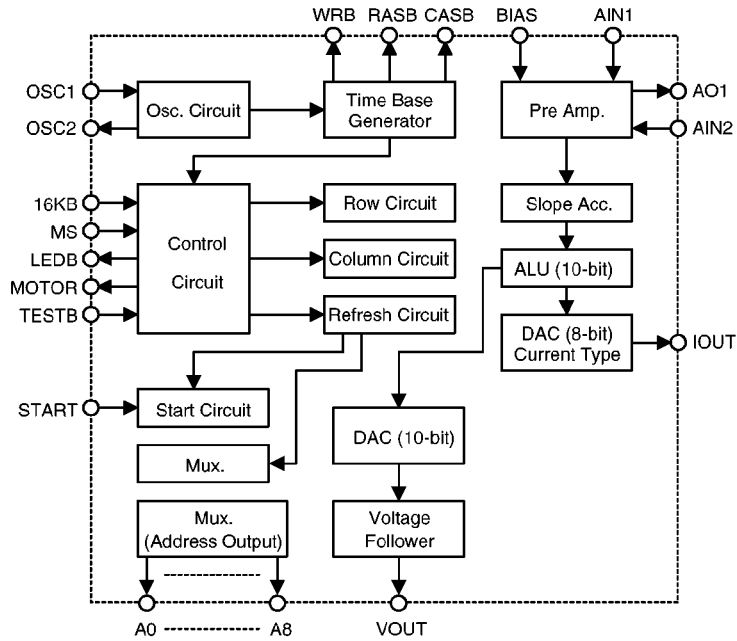 WRB RASB CASB BIAS AIN1
OSC1
OSC2
Osc. Circuit
Time Base
Generator
Pre Amp.
AO1
AIN2
16KB
MS
LEDB
MOTOR
TESTB
Control
Circuit
Row Circuit
Column Circuit
Refresh Circuit
Slope Acc.
ALU (10-bit)
DAC (8-bit)
Current Type
IOUT
START
Start Circuit
Mux.
DAC (10-bit)
Mux.
(Address Output)
Voltage
Follower
A0 A8 VOUT